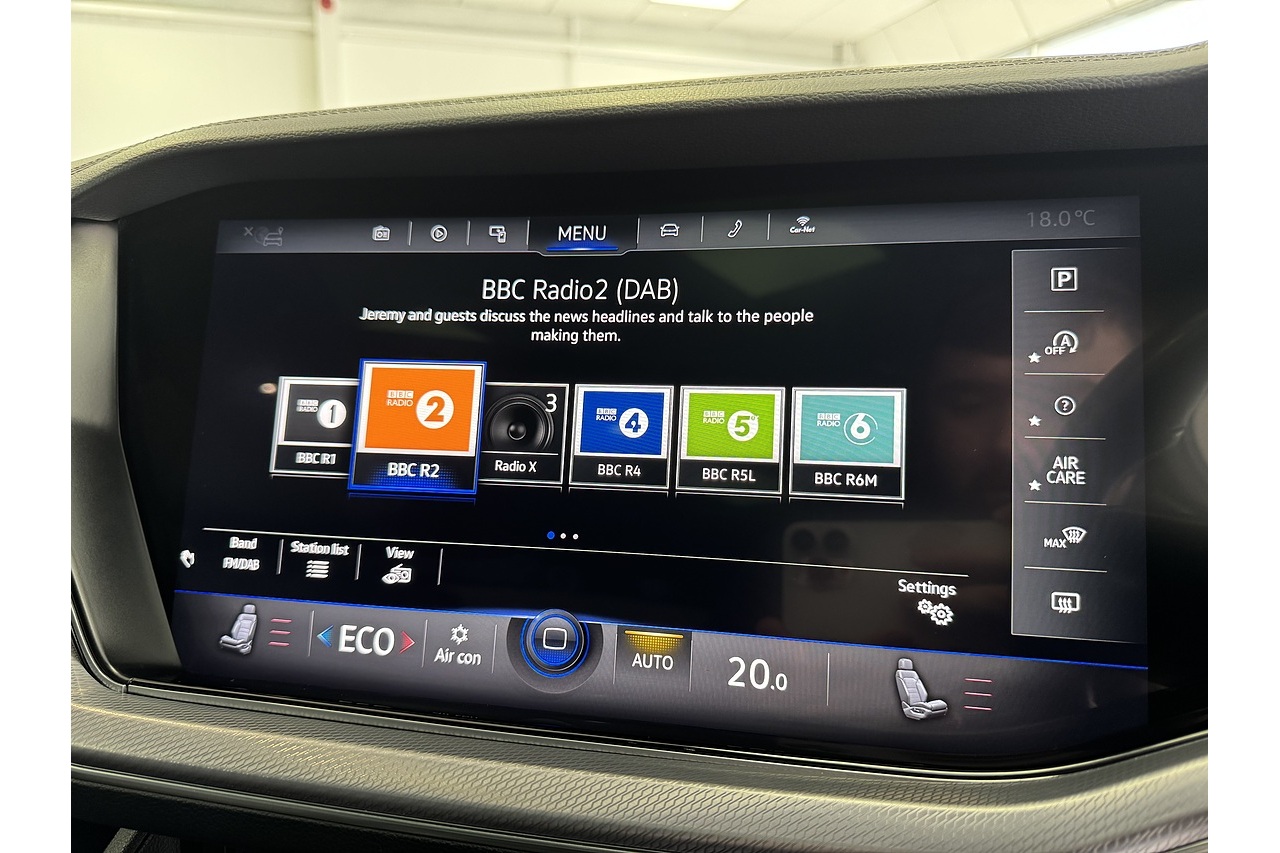 MENU
Car-Net
18.0°C
BBC Radio2 (DAB)
Jeremy and guests discuss the news headlines and talk to the people
making them.
P
A
OFF
?
AIR
CARE
MAX
BBC
RADIO 1
BBC R1
BBC
RADIO 2
BBC R2
3
Radio X
BBC
RADIO 4
BBC R4
BBC
RADIO 5
BBC R5L
BBC
RADIO 6
BBC R6M
Band
FM/DAB
Station list
View
Settings
ECO
Air con
AUTO
20.0